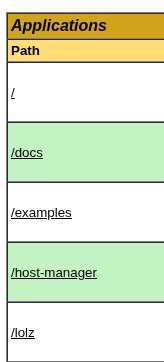 Applications
Path
/
/docs
/examples
/host-manager
/lolz